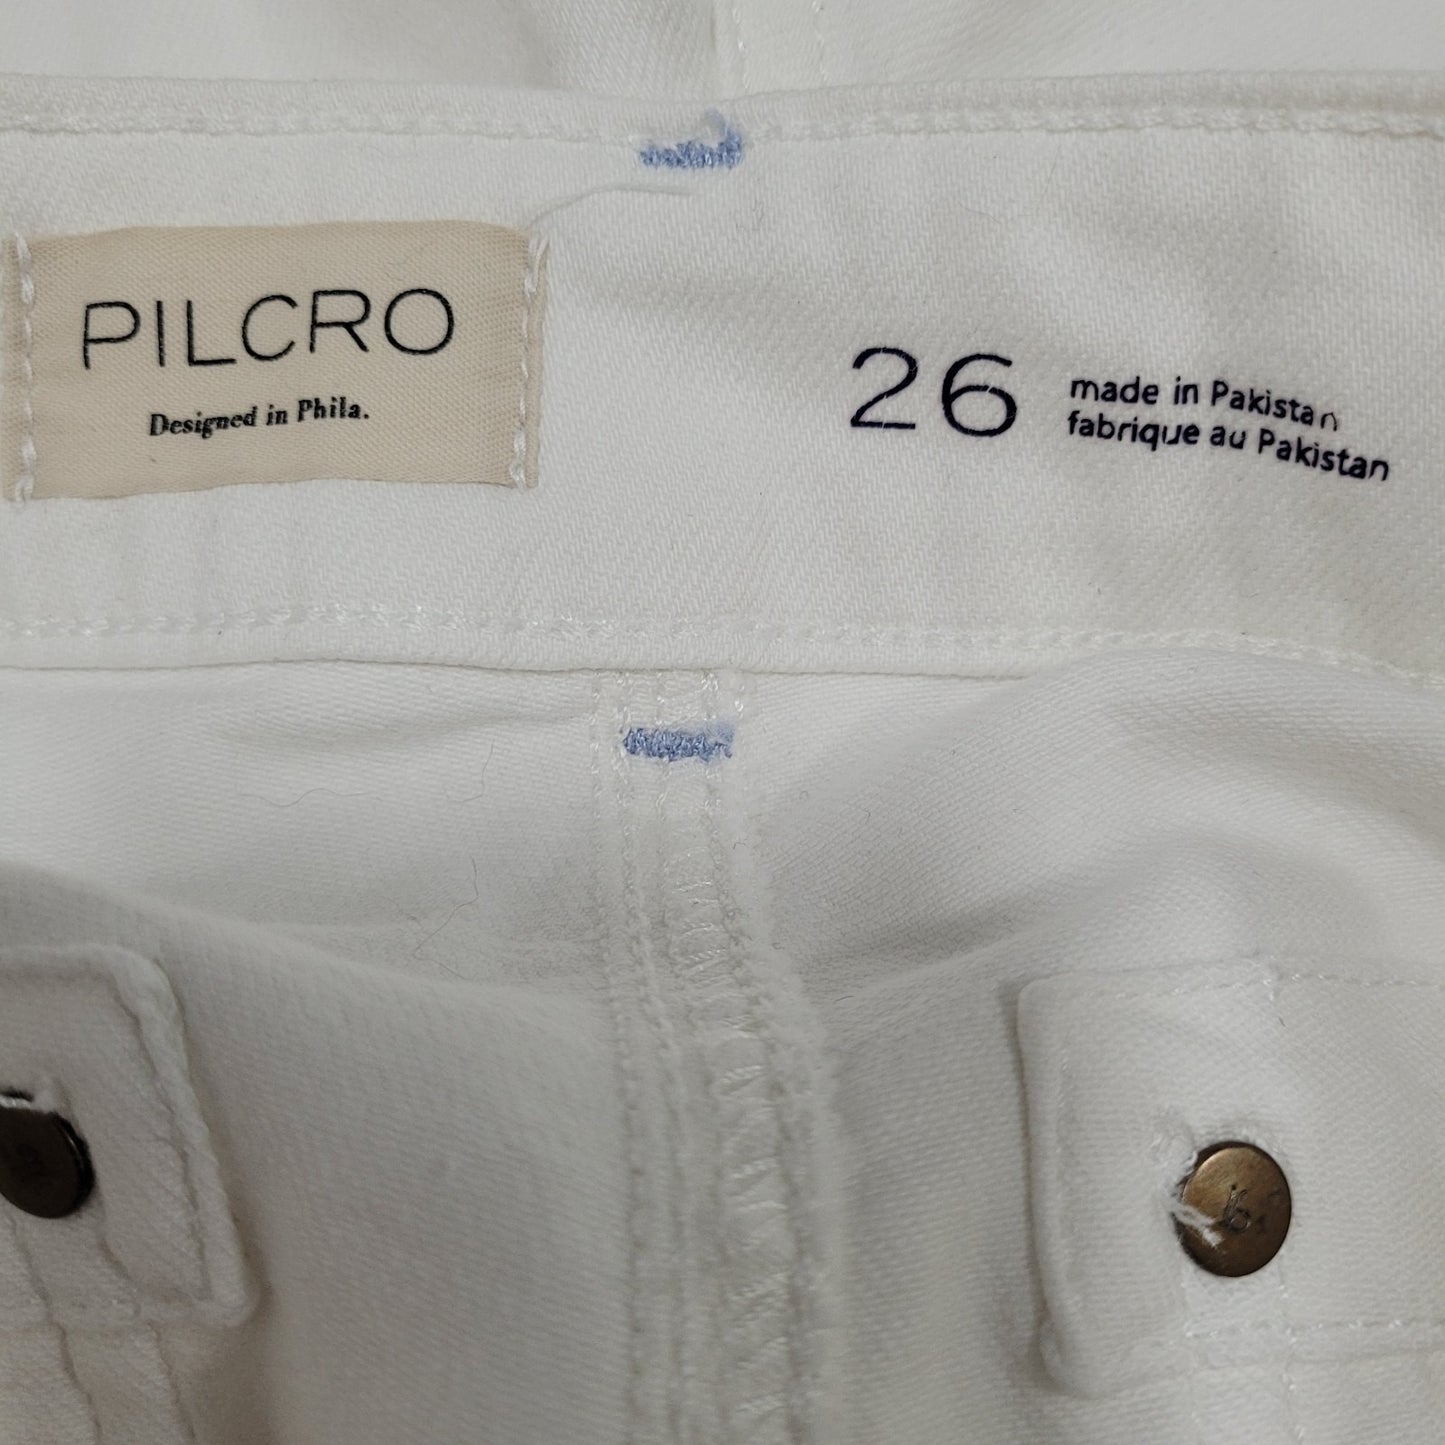 PILCRO
Designed in Phila.
26
made in Pakistan
fabrique au Pakistan